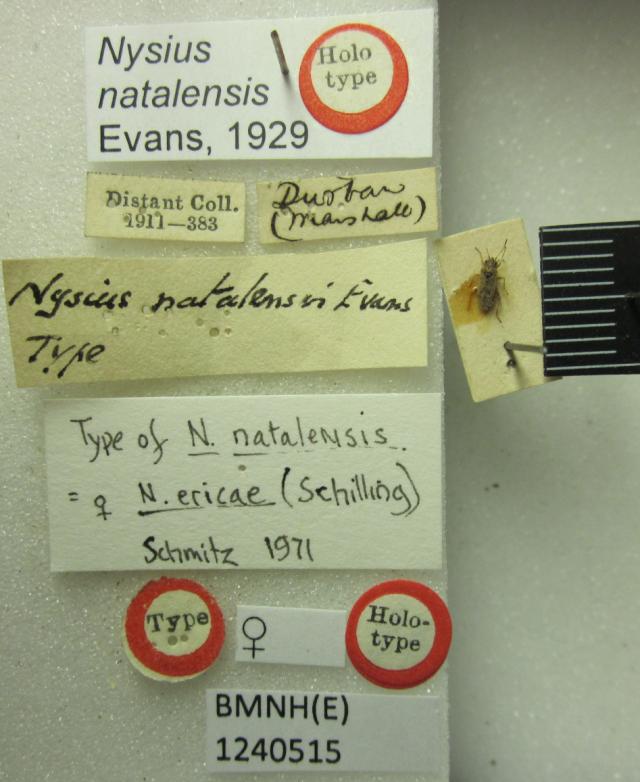 Nysius
natalensis
Evans, 1929
Holo
type
Distant Coll.
1911—383
Durban
(Marshall)
Nysius natalensis Evans
Type
Type of N. natalensis.
= ♀ N. ericae (Schilling)
Schmitz 1971
Type
♀
Holo-
type
BMNH(E)
1240515